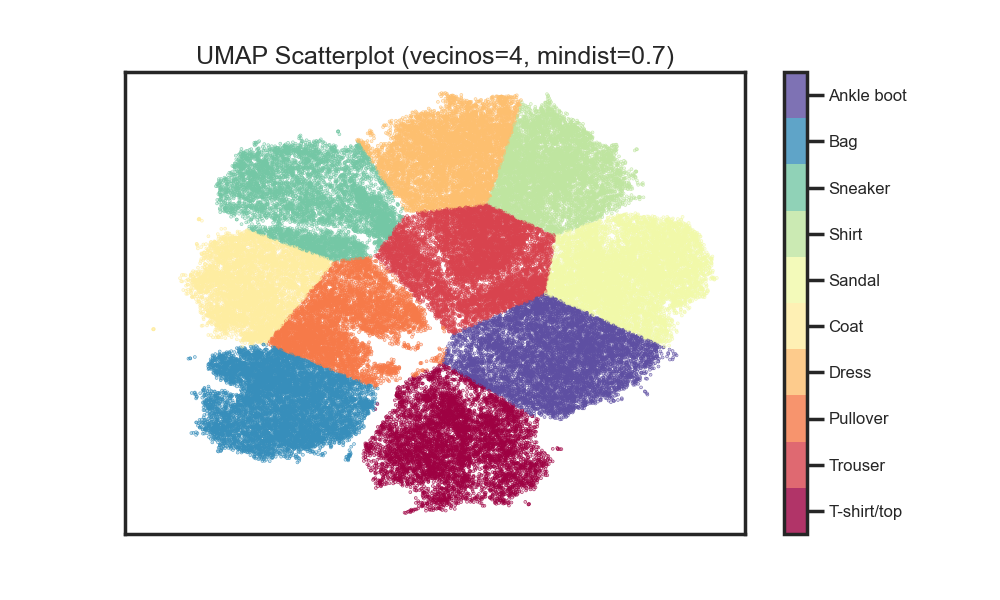 UMAP Scatterplot (vecinos=4, mindist=0.7)
Ankle boot
Bag
Sneaker
Shirt
Sandal
Coat
Dress
Pullover
Trouser
T-shirt/top